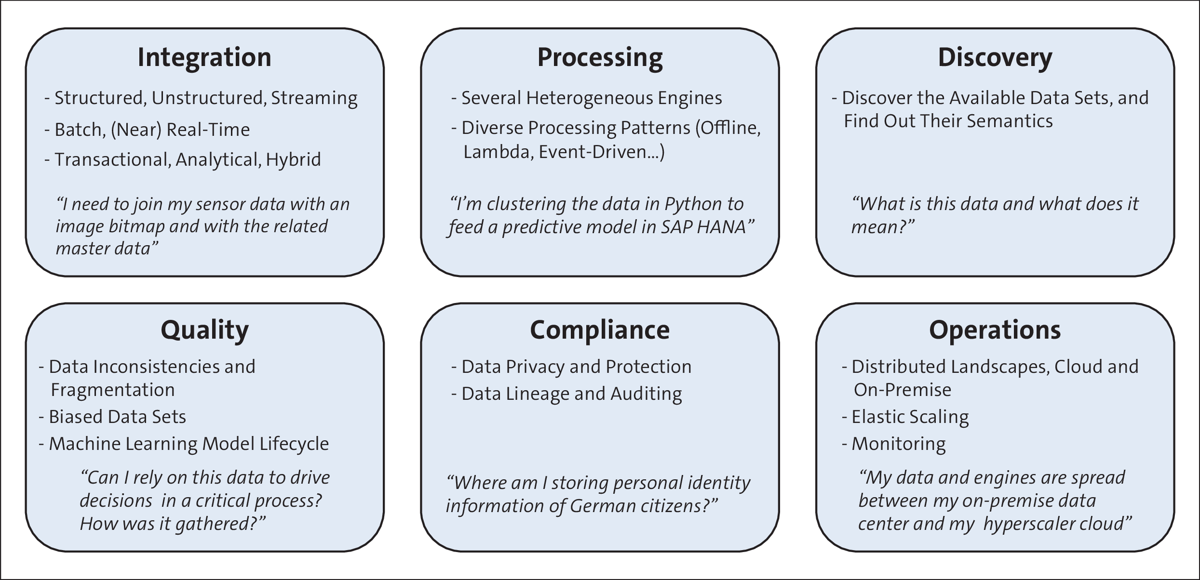 Integration
- Structured, Unstructured, Streaming
- Batch, (Near) Real-Time
- Transactional, Analytical, Hybrid
“I need to join my sensor data with an
image bitmap and with the related
master data”
Processing
- Several Heterogeneous Engines
- Diverse Processing Patterns (Offline,
Lambda, Event-Driven…)
“I’m clustering the data in Python to
feed a predictive model in SAP HANA”
Discovery
- Discover the Available Data Sets, and
Find Out Their Semantics
“What is this data and what does it
mean?”
Quality
- Data Inconsistencies and
Fragmentation
- Biased Data Sets
- Machine Learning Model Lifecycle
“Can I rely on this data to drive
decisions in a critical process?
How was it gathered?”
Compliance
- Data Privacy and Protection
- Data Lineage and Auditing
“Where am I storing personal identity
information of German citizens?”
Operations
- Distributed Landscapes, Cloud and
On-Premise
- Elastic Scaling
- Monitoring
“My data and engines are spread
between my on-premise data
center and my hyperscaler cloud”